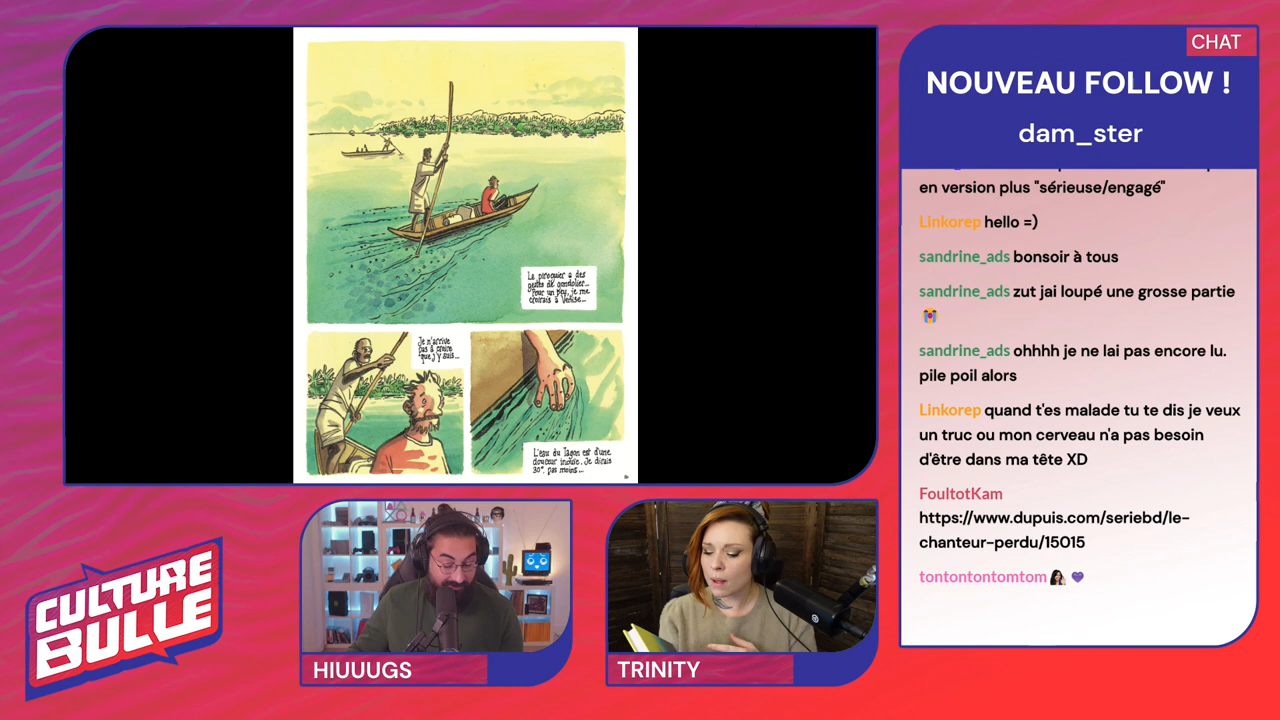 CHAT
NOUVEAU FOLLOW !
dam_ster
en version plus "sérieuse/engagé"
Linkorep hello =)
sandrine_ads bonsoir à tous
sandrine_ads zut jai loupé une grosse partie
sandrine_ads ohhhh je ne lai pas encore lu.
pile poil alors
Linkorep quand t'es malade tu te dis je veux
un truc ou mon cerveau n'a pas besoin
d'être dans ma tête XD
FoultotKam
https://www.dupuis.com/seriebd/le-
chanteur-perdu/15015
tontontontomtom
Le piroguier a des
gestes de gondolier...
Pour un peu, je me
croirais à Venise...
Je n'arrive
pas à croire
que j'y suis...
L'eau du lagon est d'une
douceur inouïe. Je dirais
30°, pas moins...
CULTURE
BULLE
HIUUUGS
TRINITY